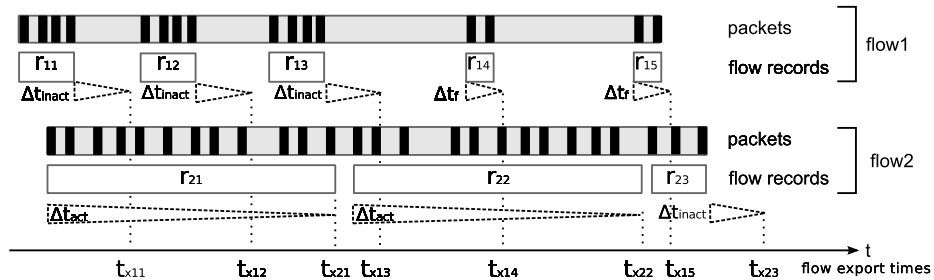 packets
flow1
r11 r12 r13 r14 r15
flow records
Δtinact Δtinact Δtinact Δtf Δtf
packets
flow2
r21 r22 r23
flow records
Δtact Δtact Δtinact
t
tx11 tx12 tx21 tx13 tx14 tx22 tx15 tx23
flow export times